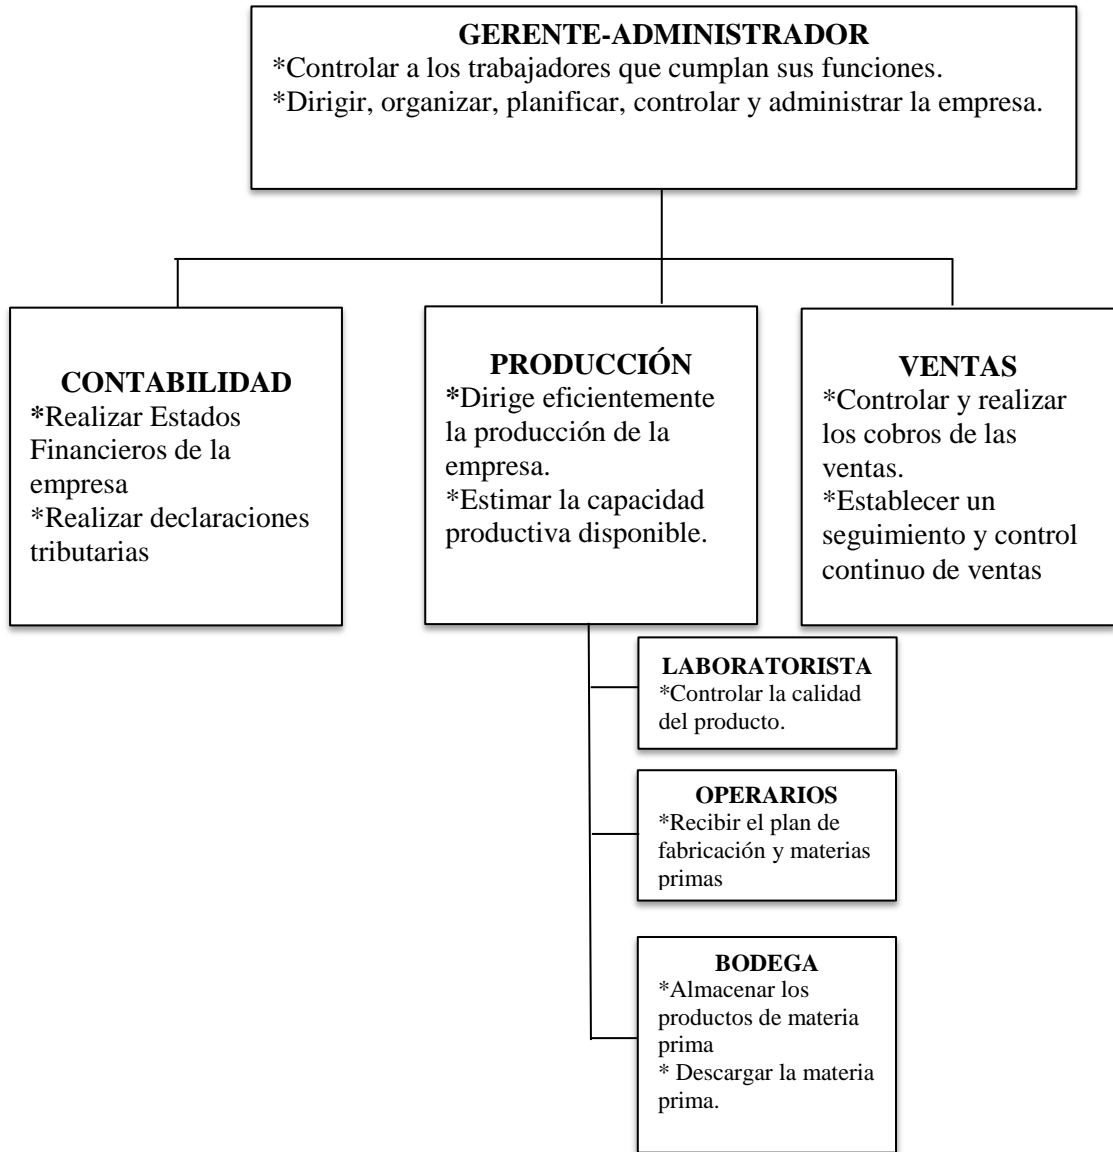 GERENTE-ADMINISTRADOR
*Controlar a los trabajadores que cumplan sus funciones.
*Dirigir, organizar, planificar, controlar y administrar la empresa.
CONTABILIDAD
*Realizar Estados
Financieros de la
empresa
*Realizar declaraciones
tributarias
PRODUCCIÓN
*Dirige eficientemente
la producción de la
empresa.
*Estimar la capacidad
productiva disponible.
VENTAS
*Controlar y realizar
los cobros de las
ventas.
*Establecer un
seguimiento y control
continuo de ventas
LABORATORISTA
*Controlar la calidad
del producto.
OPERARIOS
*Recibir el plan de
fabricación y materias
primas
BODEGA
*Almacenar los
productos de materia
prima
* Descargar la materia
prima.